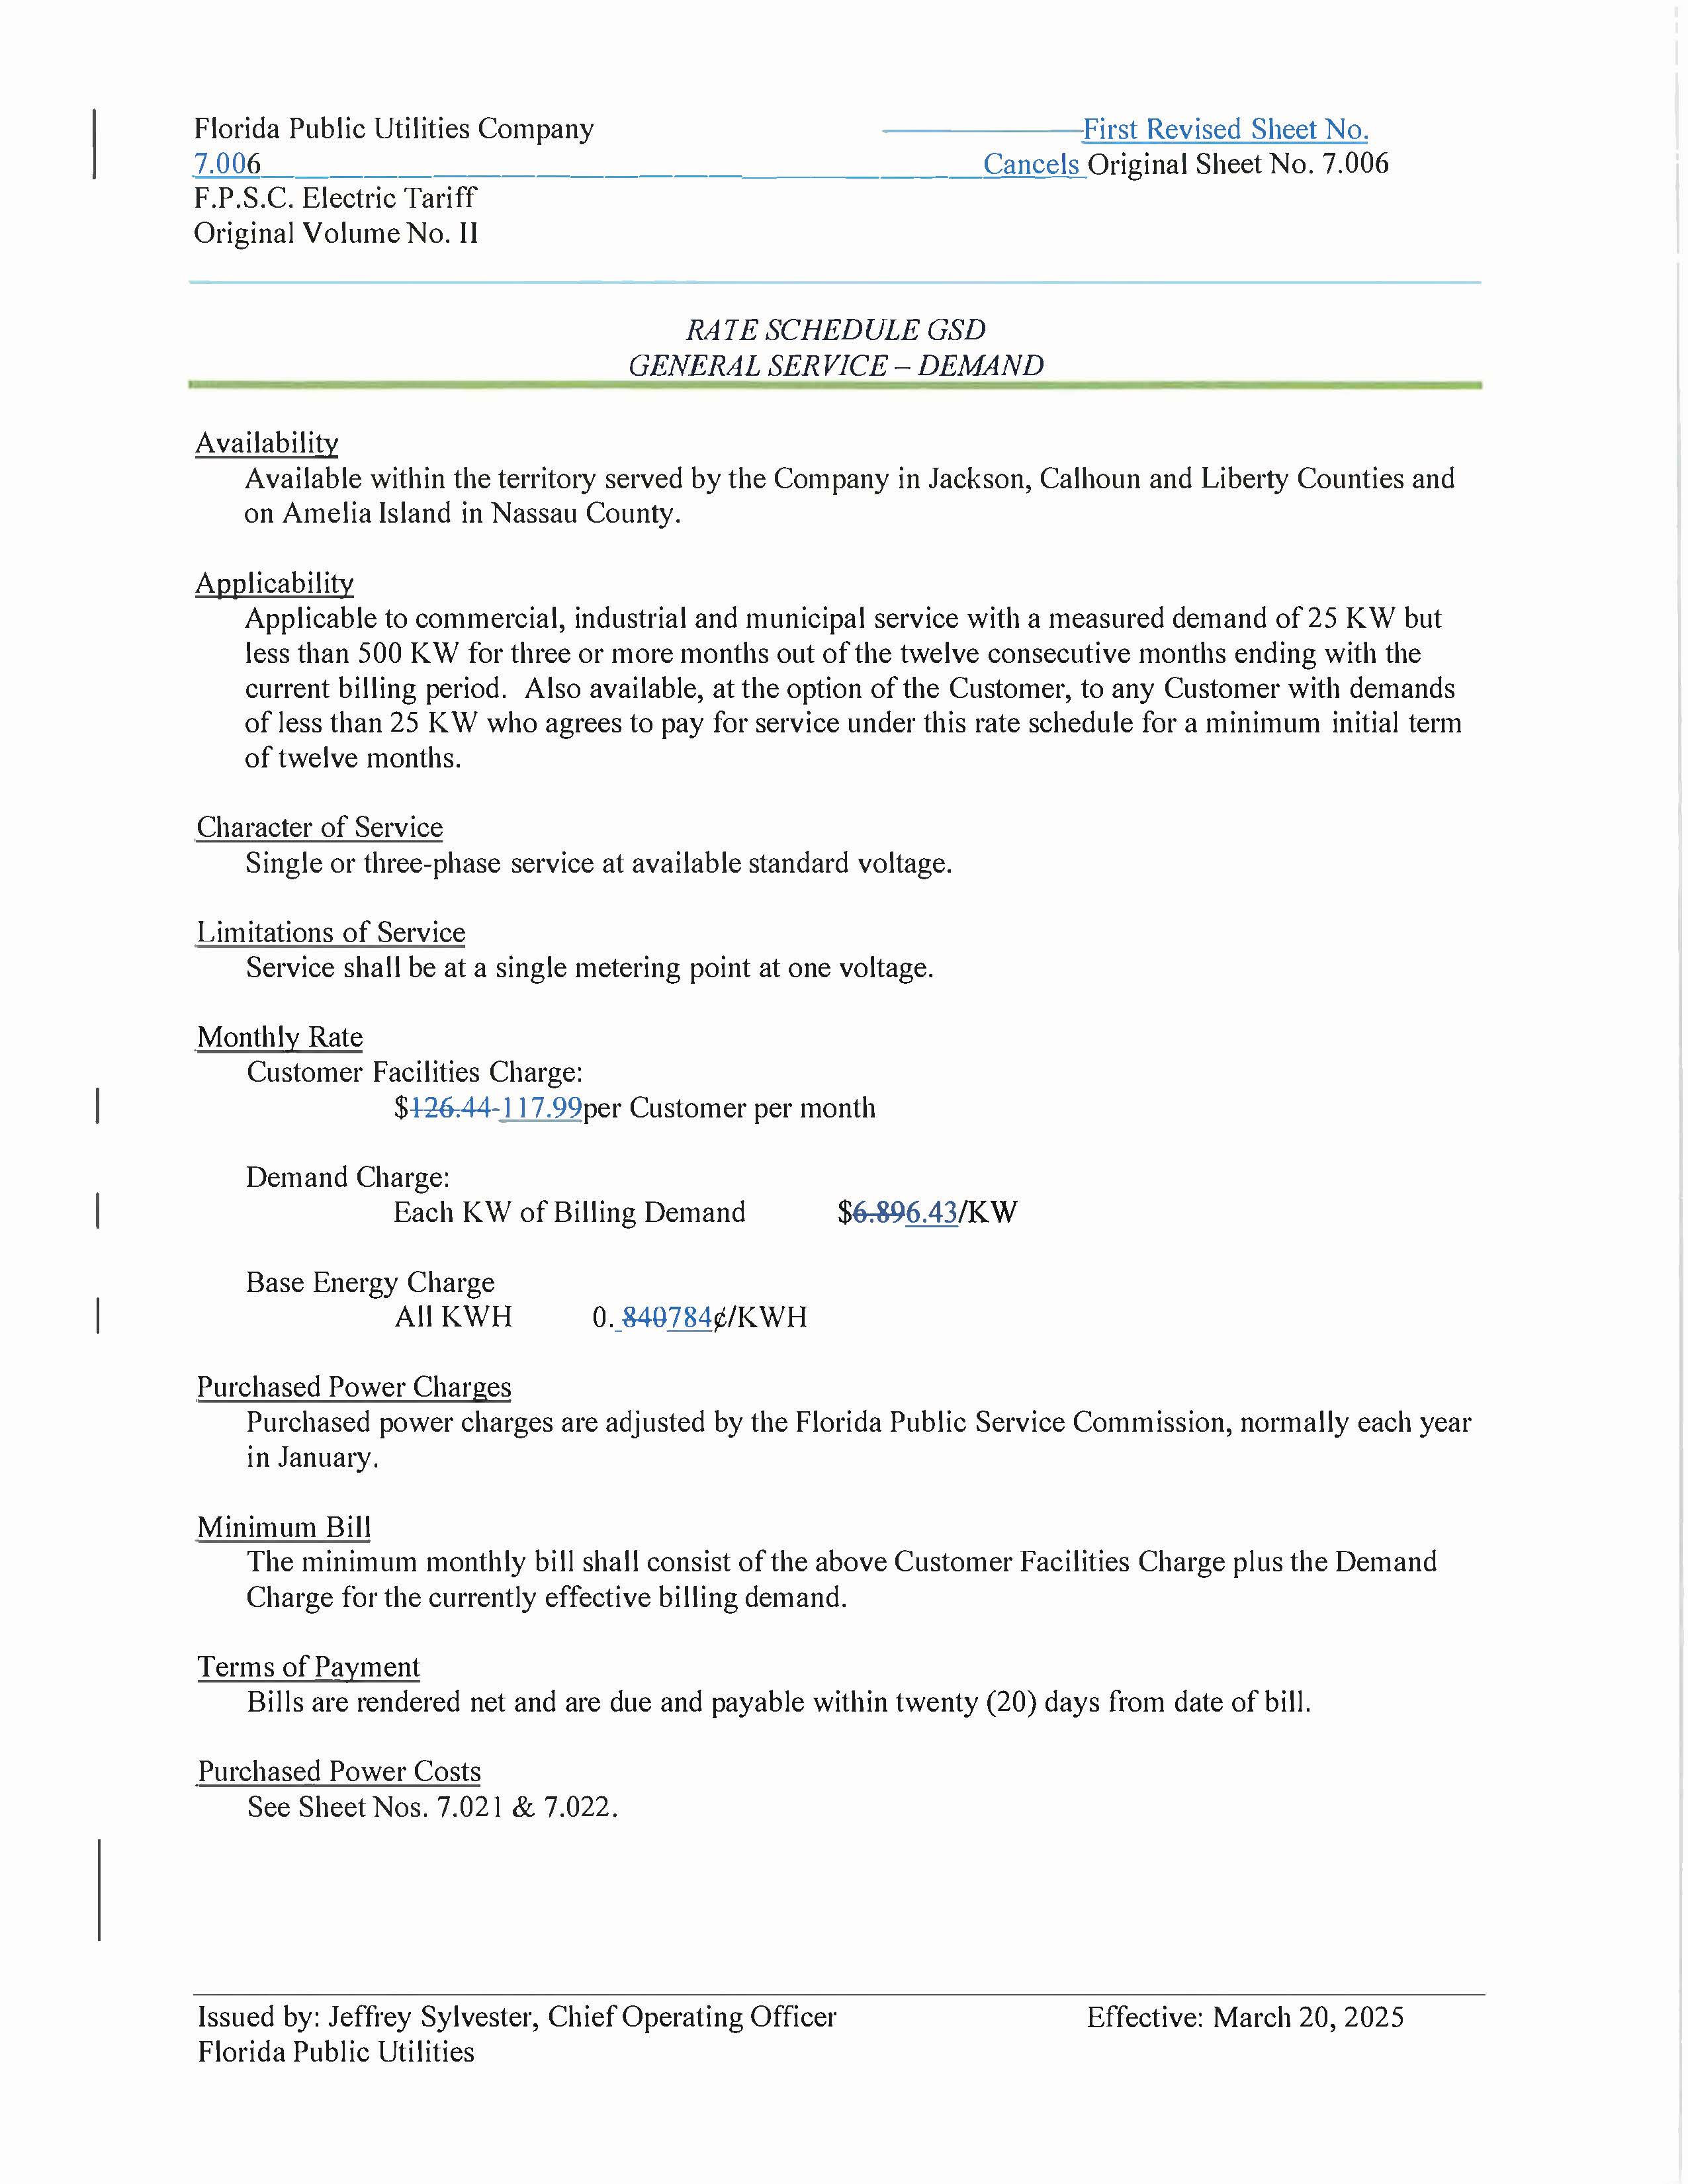 Florida Public Utilities Company First Revised Sheet No.
7.006 Cancels Original Sheet No. 7.006
F.P.S.C. Electric Tariff
Original Volume No. II
RATE SCHEDULE GSD
GENERAL SERVICE – DEMAND
Availability
Available within the territory served by the Company in Jackson, Calhoun and Liberty Counties and
on Amelia Island in Nassau County.
Applicability
Applicable to commercial, industrial and municipal service with a measured demand of 25 KW but
less than 500 KW for three or more months out of the twelve consecutive months ending with the
current billing period. Also available, at the option of the Customer, to any Customer with demands
of less than 25 KW who agrees to pay for service under this rate schedule for a minimum initial term
of twelve months.
Character of Service
Single or three-phase service at available standard voltage.
Limitations of Service
Service shall be at a single metering point at one voltage.
Monthly Rate
Customer Facilities Charge:
$126.44-117.99per Customer per month
Demand Charge:
Each KW of Billing Demand $6.896.43/KW
Base Energy Charge
All KWH 0. 840784¢/KWH
Purchased Power Charges
Purchased power charges are adjusted by the Florida Public Service Commission, normally each year
in January.
Minimum Bill
The minimum monthly bill shall consist of the above Customer Facilities Charge plus the Demand
Charge for the currently effective billing demand.
Terms of Payment
Bills are rendered net and are due and payable within twenty (20) days from date of bill.
Purchased Power Costs
See Sheet Nos. 7.021 & 7.022.
Issued by: Jeffrey Sylvester, Chief Operating Officer Effective: March 20, 2025
Florida Public Utilities